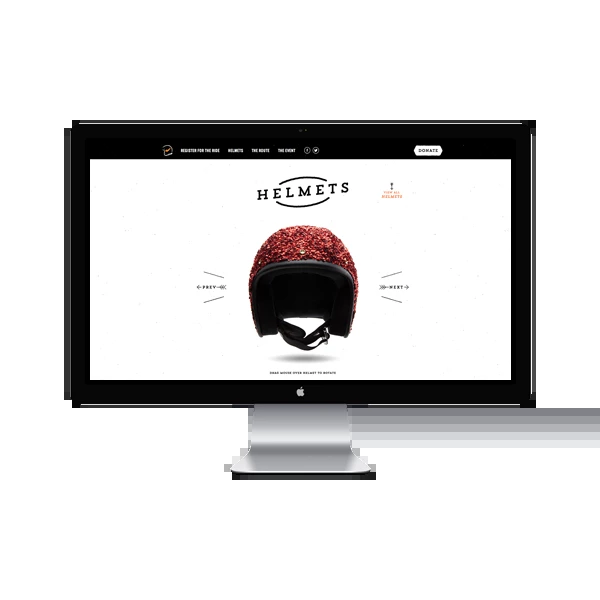 REGISTER FOR THE RIDE HELMETS THE ROUTE THE EVENT DONATE
HELMETS
VIEW ALL
HELMETS
PREV
NEXT
DRAG MOUSE OVER HELMET TO ROTATE